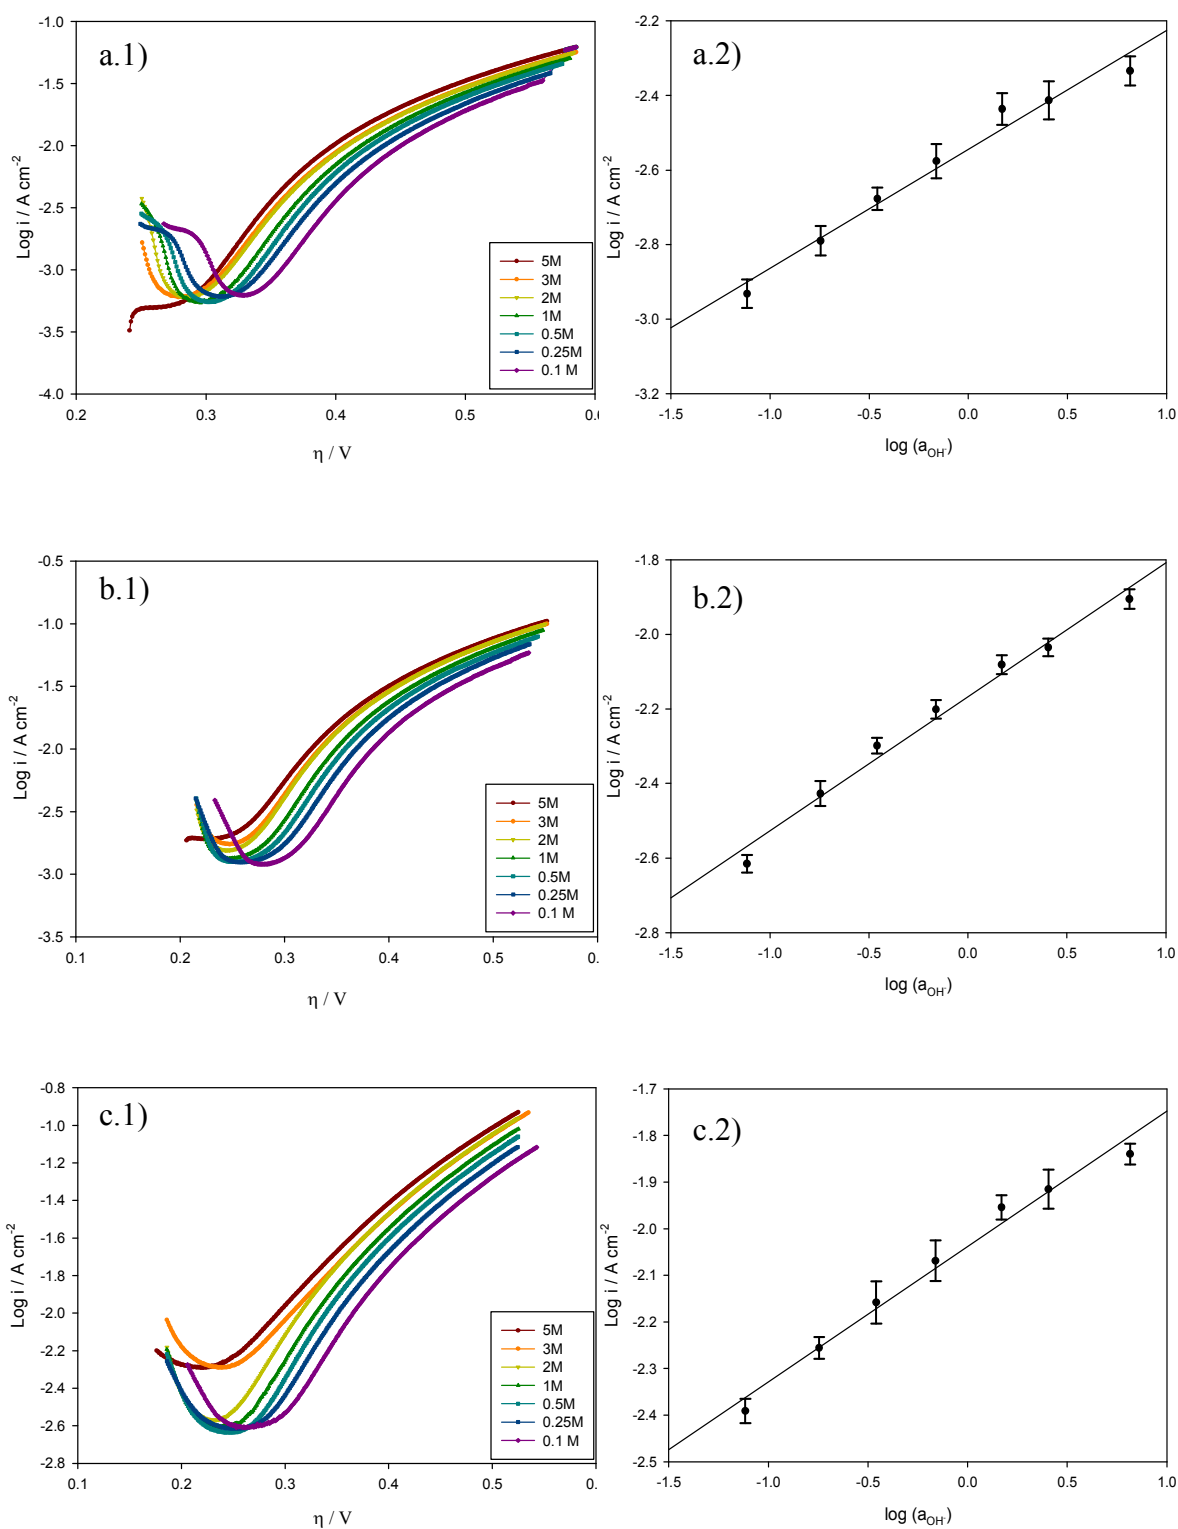 a.1)
Log i / A cm-2
-1.0
-1.5
-2.0
-2.5
-3.0
-3.5
-4.0
0.2
0.3
0.4
0.5
0.
η / V
5M
3M
2M
1M
0.5M
0.25M
0.1 M
a.2)
Log i / A cm-2
-2.2
-2.4
-2.6
-2.8
-3.0
-3.2
-1.5
-1.0
-0.5
0.0
0.5
1.0
log (aOH-)
b.1)
Log i / A cm-2
-0.5
-1.0
-1.5
-2.0
-2.5
-3.0
-3.5
0.1
0.2
0.3
0.4
0.5
0.
η / V
5M
3M
2M
1M
0.5M
0.25M
0.1 M
b.2)
Log i / A cm-2
-1.8
-2.0
-2.2
-2.4
-2.6
-2.8
-1.5
-1.0
-0.5
0.0
0.5
1.0
log (aOH-)
c.1)
Log i / A cm-2
-0.8
-1.0
-1.2
-1.4
-1.6
-1.8
-2.0
-2.2
-2.4
-2.6
-2.8
0.1
0.2
0.3
0.4
0.5
0.
η / V
5M
3M
2M
1M
0.5M
0.25M
0.1 M
c.2)
Log i / A cm-2
-1.7
-1.8
-1.9
-2.0
-2.1
-2.2
-2.3
-2.4
-2.5
-1.5
-1.0
-0.5
0.0
0.5
1.0
log (aOH-)